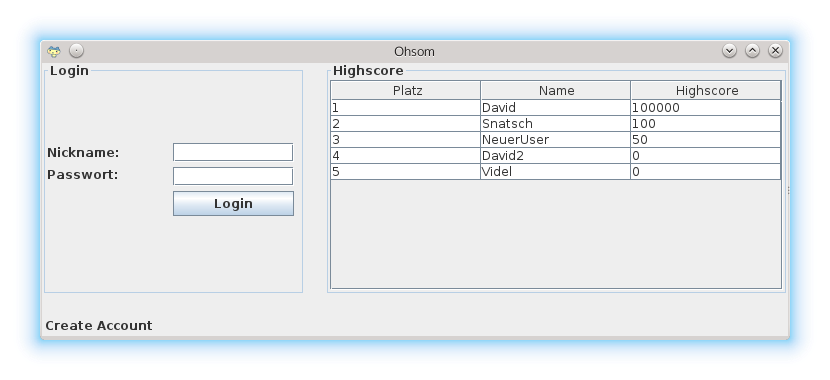 Ohsom
Login
Nickname:
Passwort:
Login
Highscore
Platz Name Highscore
1 David 100000
2 Snatsch 100
3 NeuerUser 50
4 David2 0
5 Videl 0
Create Account